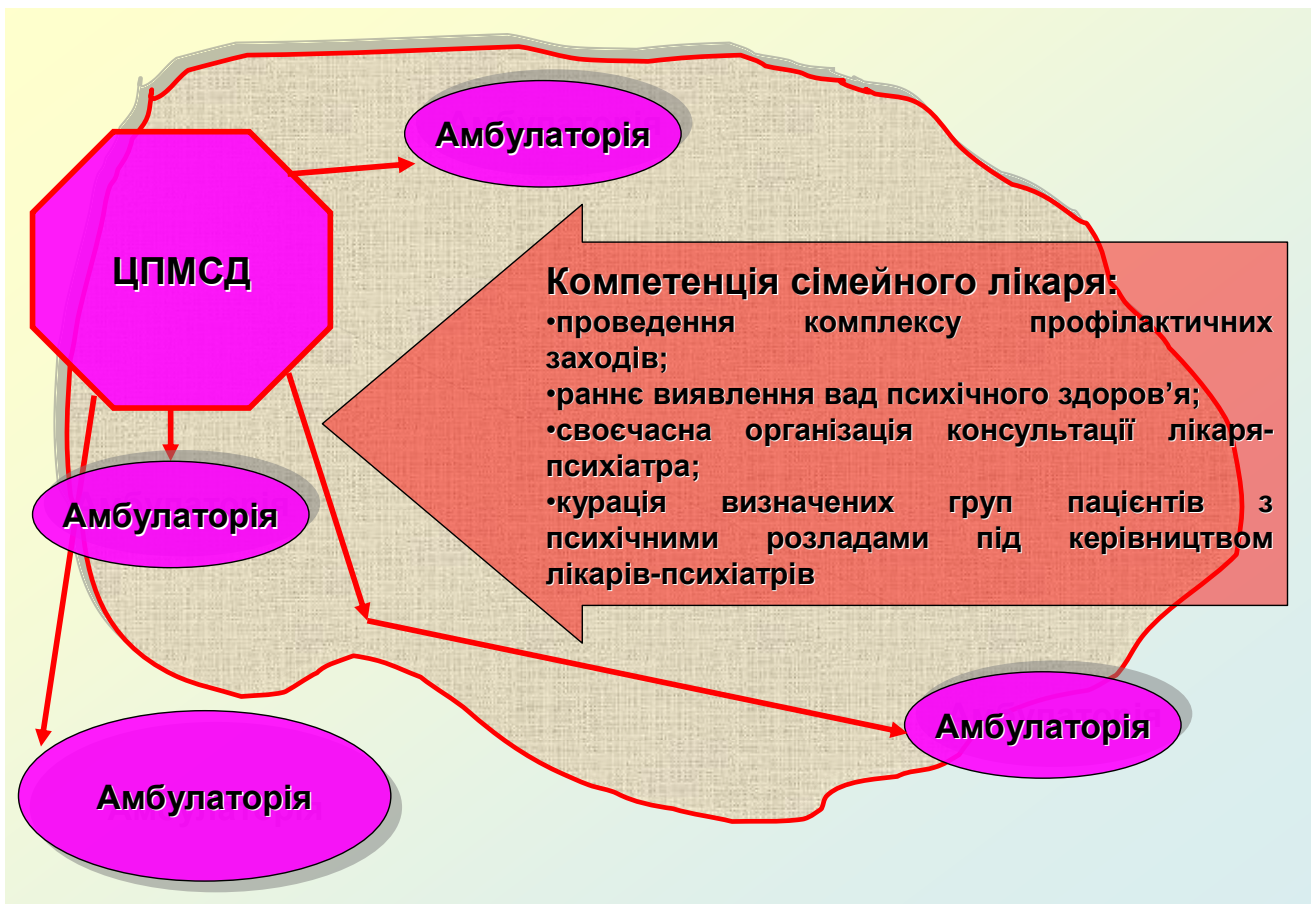 Амбулаторія
ЦПМСД
Компетенція сімейного лікаря:
•проведення комплексу профілактичних
заходів;
•раннє виявлення вад психічного здоров’я;
•своєчасна організація консультації лікаря-
психіатра;
•курація визначених груп пацієнтів з
психічними розладами під керівництвом
лікарів-психіатрів
Амбулаторія
Амбулаторія
Амбулаторія